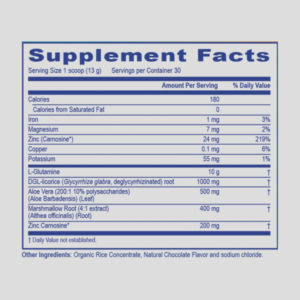 Supplement Facts
Serving Size 1 scoop (13 g) Servings per Container 30
Amount Per Serving % Daily Value
Calories 180
Calories from Saturated Fat 0
Iron 1 mg 3%
Magnesium 7 mg 2%
Zinc (Carnosine*) 24 mg 219%
Copper 0.1 mg 6%
Potassium 55 mg 1%
L-Glutamine 10 g †
DGL-licorice (Glycyrrhize glabra, deglycyrrhizinated) root 1000 mg †
Aloe Vera (200:1 10% polysaccharides) 500 mg †
(Aloe Barbadensis) (Leaf)
Marshmallow Root (4:1 extract) 400 mg †
(Althea officinalis) (Root)
Zinc Carnosine* 200 mg †
† Daily Value not established.
Other Ingredients: Organic Rice Concentrate, Natural Chocolate Flavor and sodium chloride.